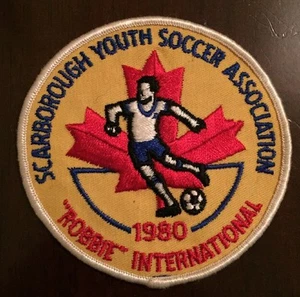 SCARBOROUGH YOUTH SOCCER ASSOCIATION
1980
"ROBBIE" INTERNATIONAL